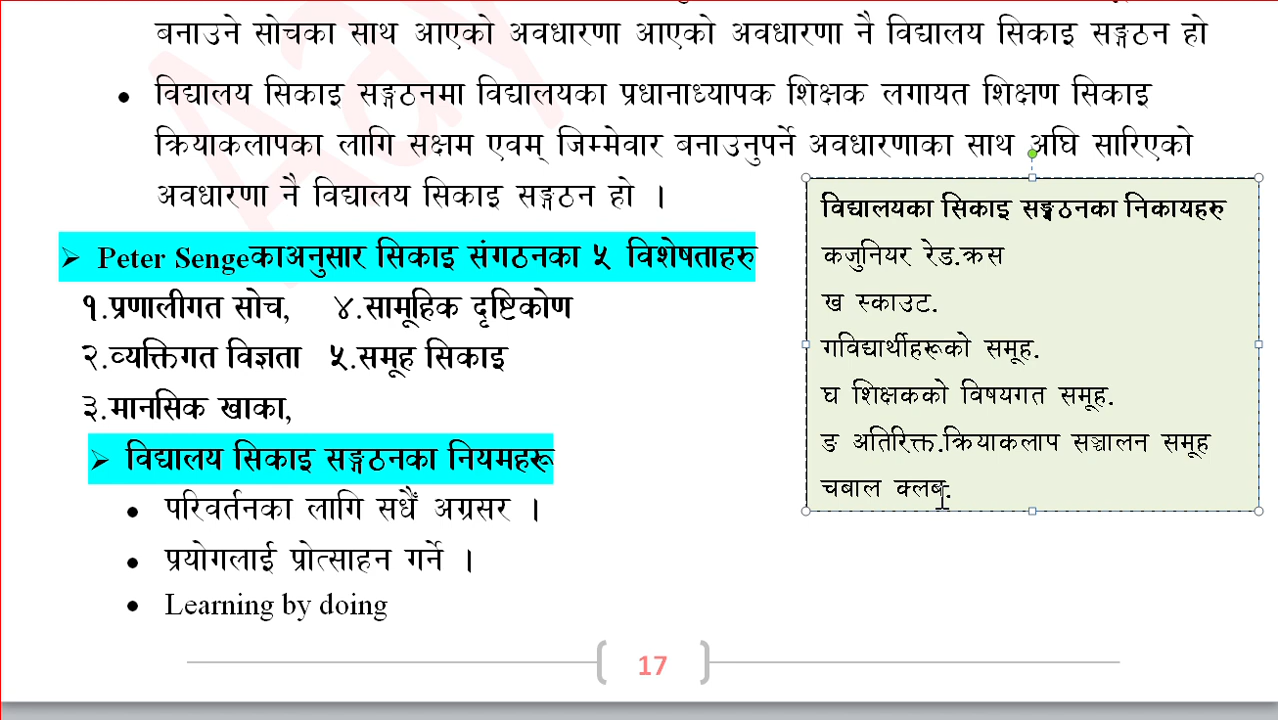 बनाउने सोचका साथ आएको अवधारणा आएको अवधारणा नै विद्यालय सिकाइ सङ्गठन हो
• विद्यालय सिकाइ सङ्गठनमा विद्यालयका प्रधानाध्यापक शिक्षक लगायत शिक्षण सिकाइ
क्रियाकलापका लागि सक्षम एवम् जिम्मेवार बनाउनुपर्ने अवधारणाका साथ अघि सारिएको
अवधारणा नै विद्यालय सिकाइ सङ्गठन हो ।
➢ Peter Sengeकाअनुसार सिकाइ संगठनका ५ विशेषताहरु
१.प्रणालीगत सोच, ४.सामूहिक दृष्टिकोण
२.व्यक्तिगत विज्ञता ५.समूह सिकाइ
३.मानसिक खाका,
➢ विद्यालय सिकाइ सङ्गठनका नियमहरू
• परिवर्तनका लागि सधैँ अग्रसर ।
• प्रयोगलाई प्रोत्साहन गर्ने ।
• Learning by doing
विद्यालयका सिकाइ सङ्गठनका निकायहरु
कजुनियर रेड.क्रस
ख स्काउट.
गविद्यार्थीहरूको समूह.
घ शिक्षकको विषयगत समूह.
ङ अतिरिक्त.क्रियाकलाप सञ्चालन समूह
चबाल क्लब.
17